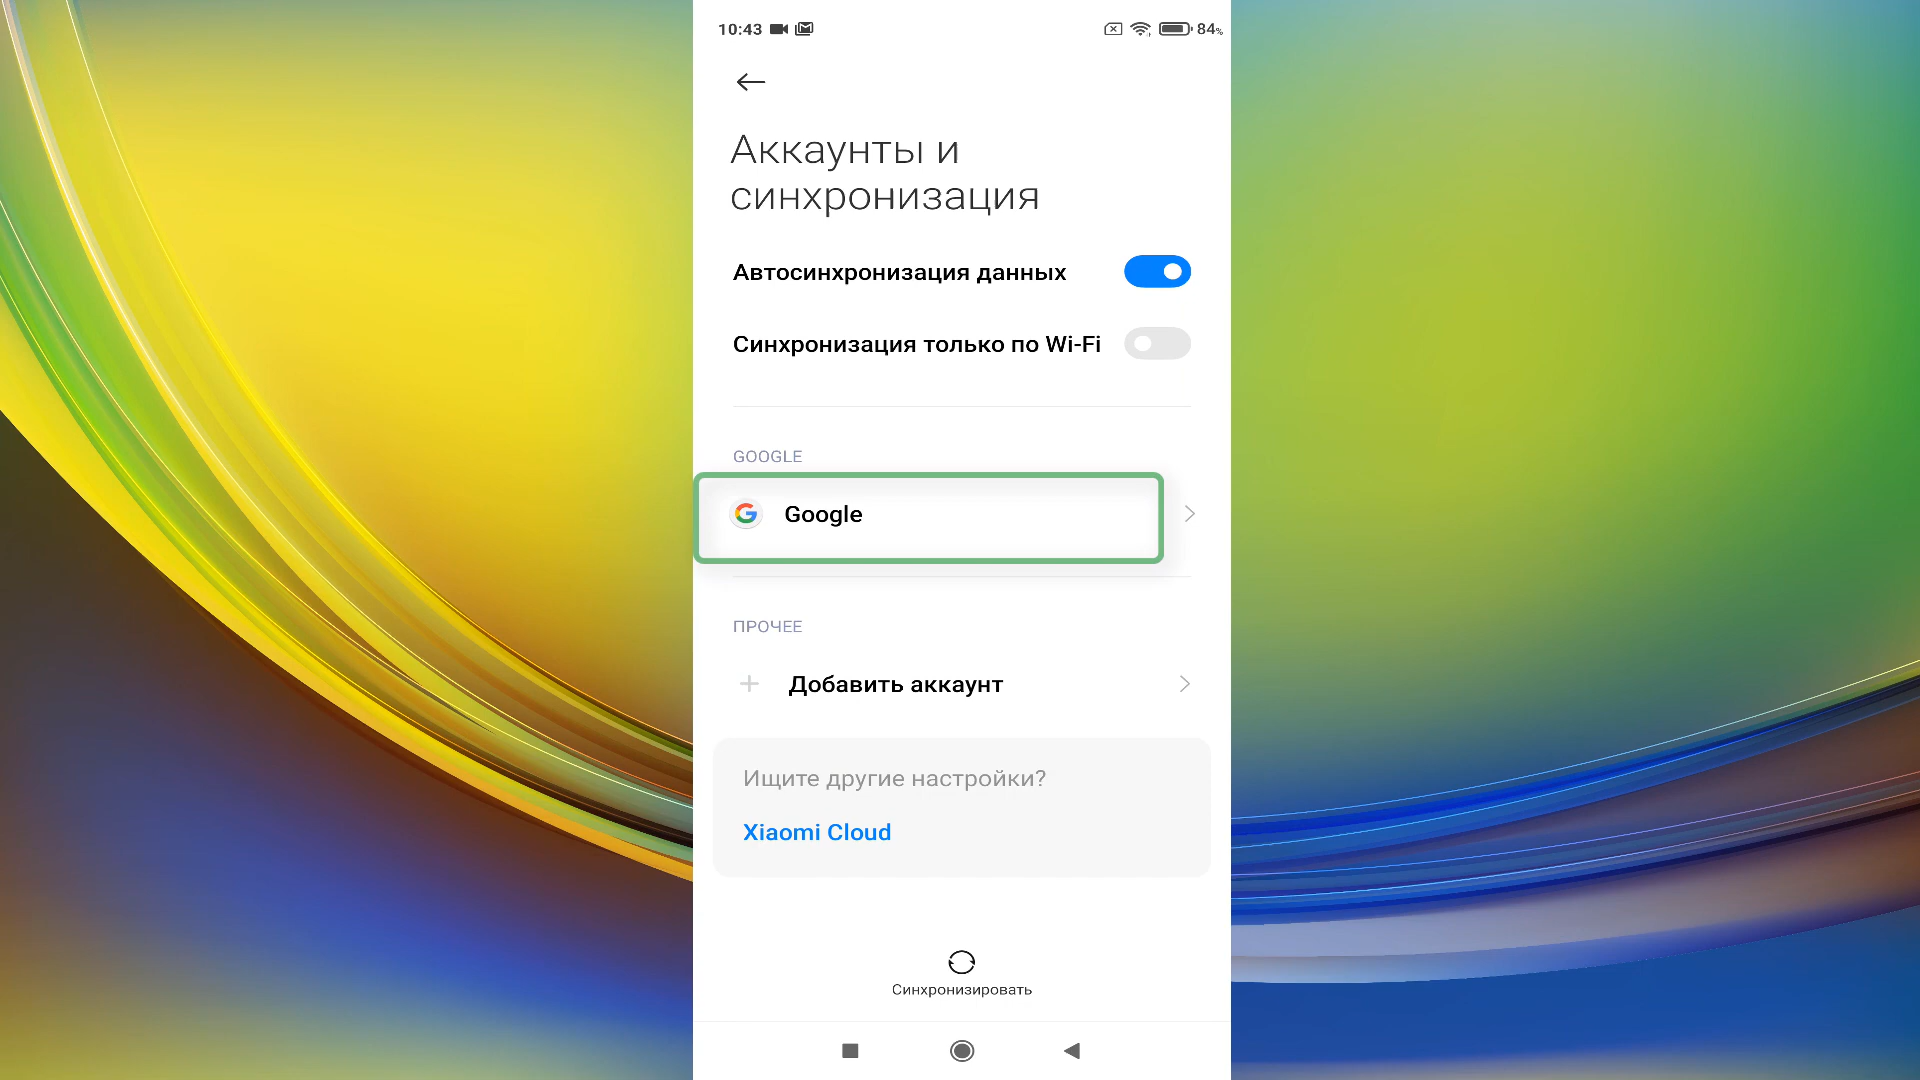 10:43 84%
Аккаунты и
синхронизация
Автосинхронизация данных
Синхронизация только по Wi-Fi
GOOGLE
Google
ПРОЧЕЕ
Добавить аккаунт
Ищите другие настройки?
Xiaomi Cloud
Синхронизировать